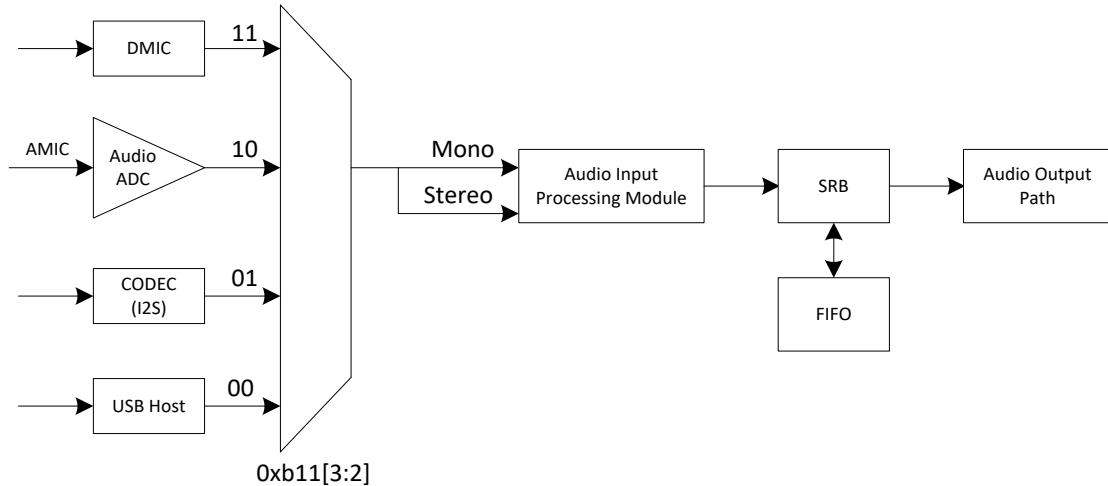 DMIC
11
AMIC
Audio
ADC
10
CODEC
(I2S)
01
USB Host
00
0xb11[3:2]
Mono
Stereo
Audio Input
Processing Module
SRB
FIFO
Audio Output
Path